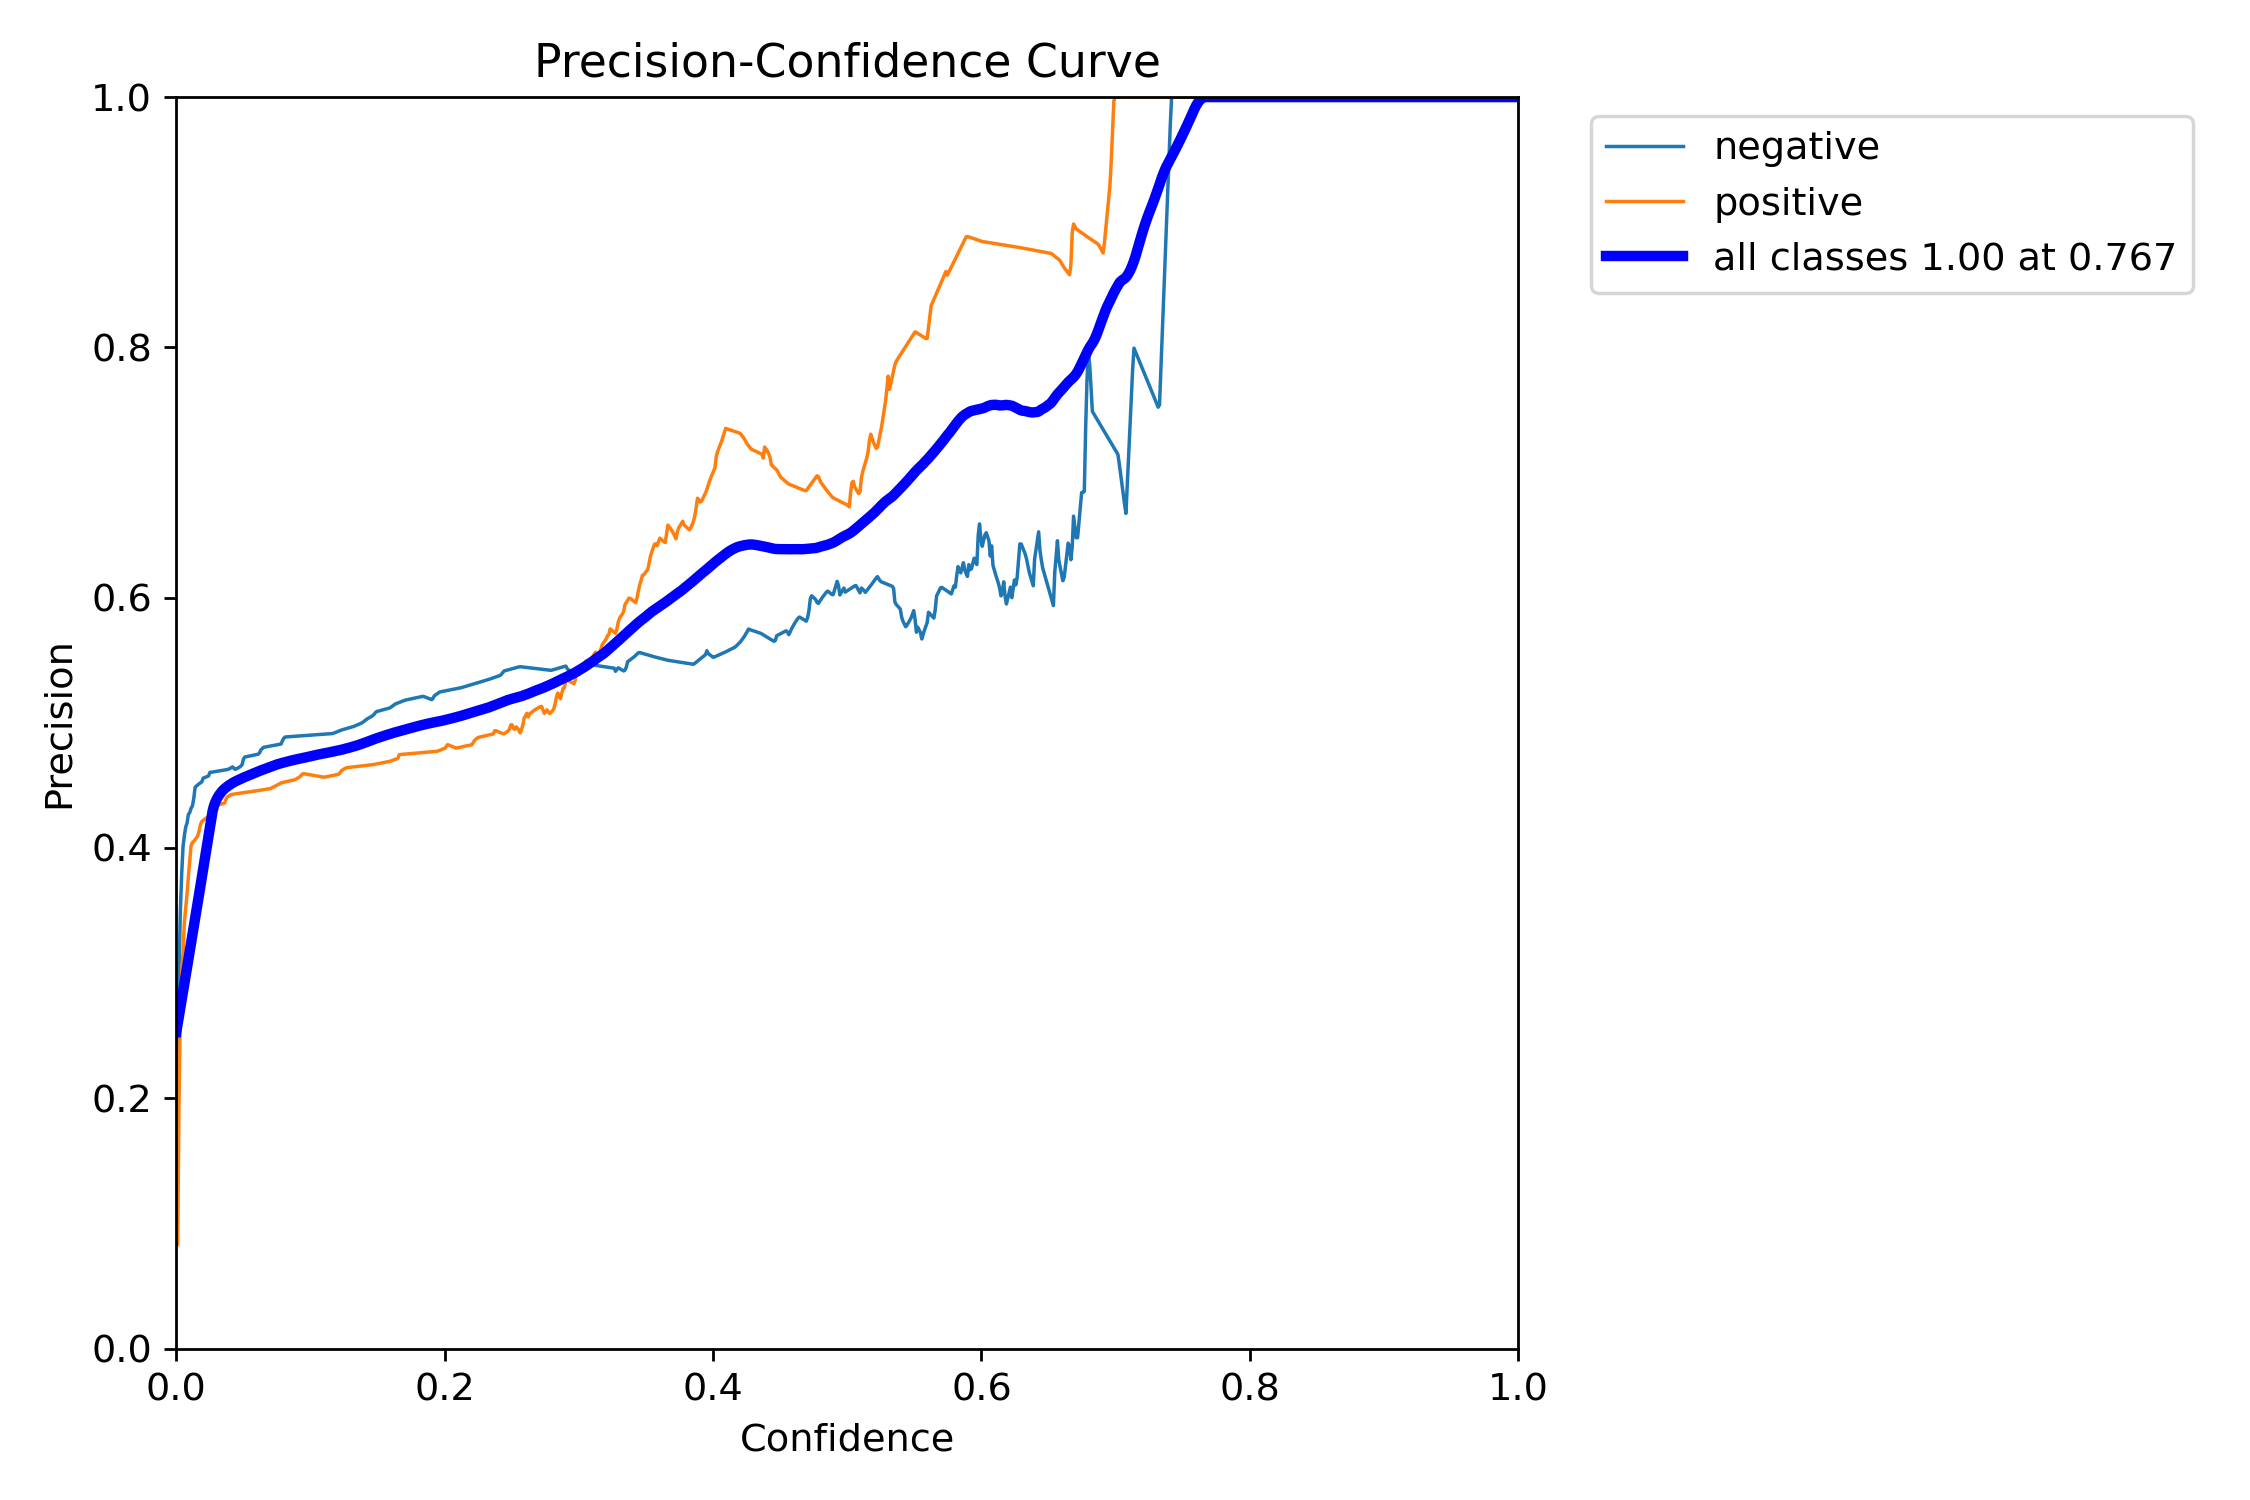 Precision-Confidence Curve
1.0
0.8
0.6
0.4
0.2
0.0
Precision
0.0 0.2 0.4 0.6 0.8 1.0
Confidence
negative
positive
all classes 1.00 at 0.767